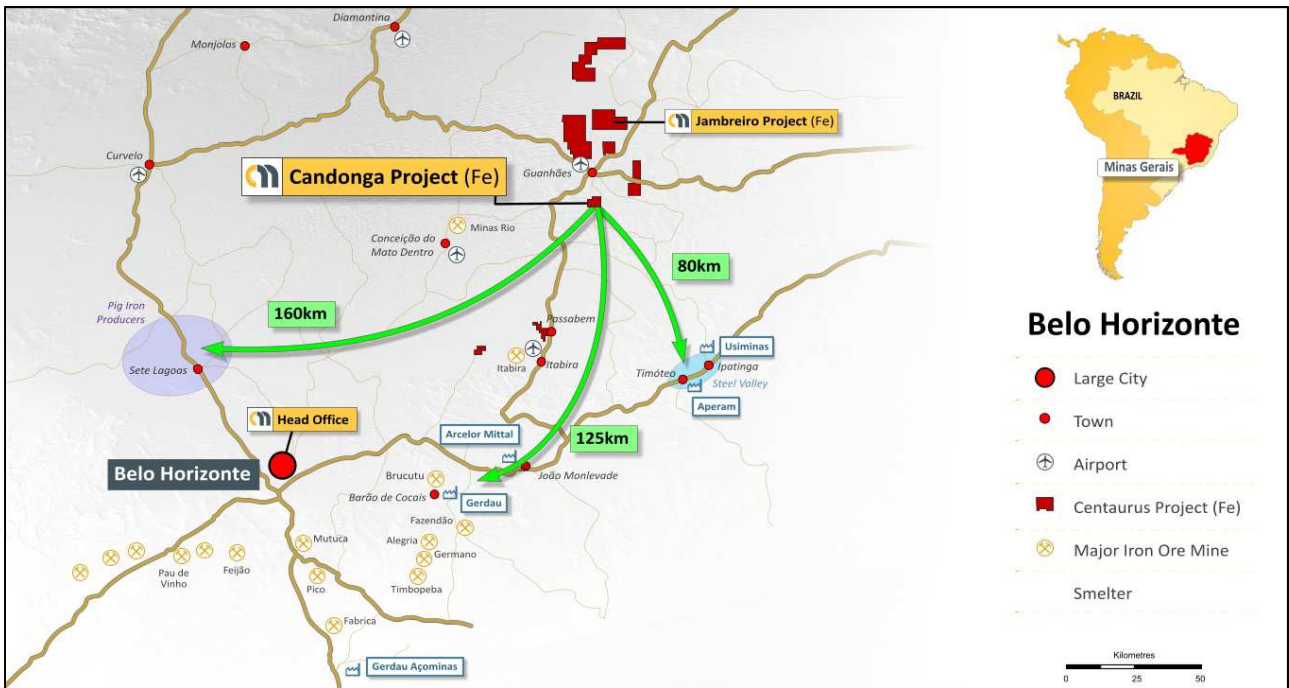 Diamantina
Monjolos
Jambreiro Project (Fe)
Curvelo
Guanhães
Candonga Project (Fe)
Minas Rio
Conceição do
Mato Dentro
80km
Pig Iron
Producers
160km
Passabem
Usiminas
Itabira
Itabira
Timóteo
Ipatinga
Steel Valley
Sete Lagoas
Aperam
Head Office
Arcelor Mittal
125km
Belo Horizonte
Brucutu
João Monlevade
Barão de Cocais
Gerdau
Fazendão
Mutuca
Alegria
Germano
Pau de
Vinho
Feijão
Pico
Timbopeba
Fabrica
Gerdau Açominas
BRAZIL
Minas Gerais
Belo Horizonte
Large City
Town
Airport
Centaurus Project (Fe)
Major Iron Ore Mine
Smelter
Kilometres
0 25 50